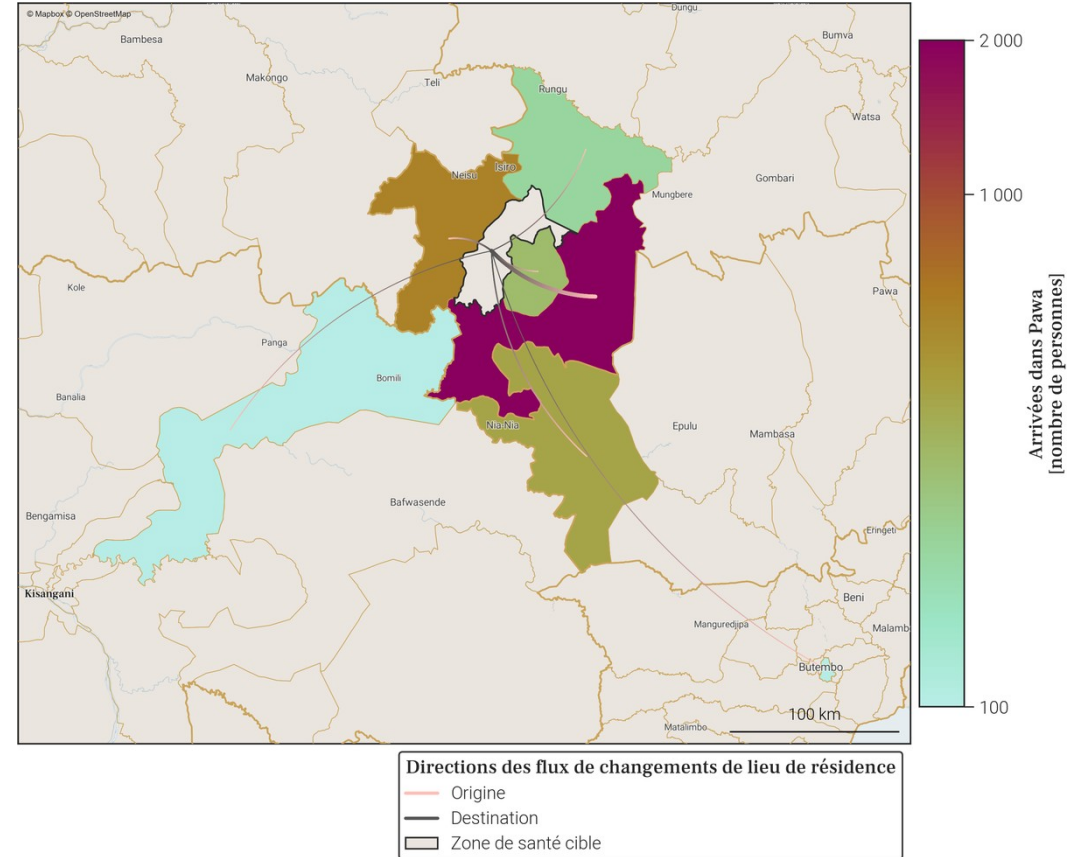 © Mapbox © OpenStreetMap
Dungu
Bambesa
Bumva
Makongo
Teli
Rungu
Watsa
Isiro
Neisu
Gombari
Mungbere
Kole
Pawa
Panga
Bomili
Banalia
Nia Nia
Epulu
Mambasa
Bafwasende
Bengamisa
Eringeti
Kisangani
Beni
Manguredjipa
Malamb
Butembo
Matalimbo
100 km
2 000
1 000
100
Arrivées dans Pawa
[nombre de personnes]
Directions des flux de changements de lieu de résidence
Origine
Destination
Zone de santé cible